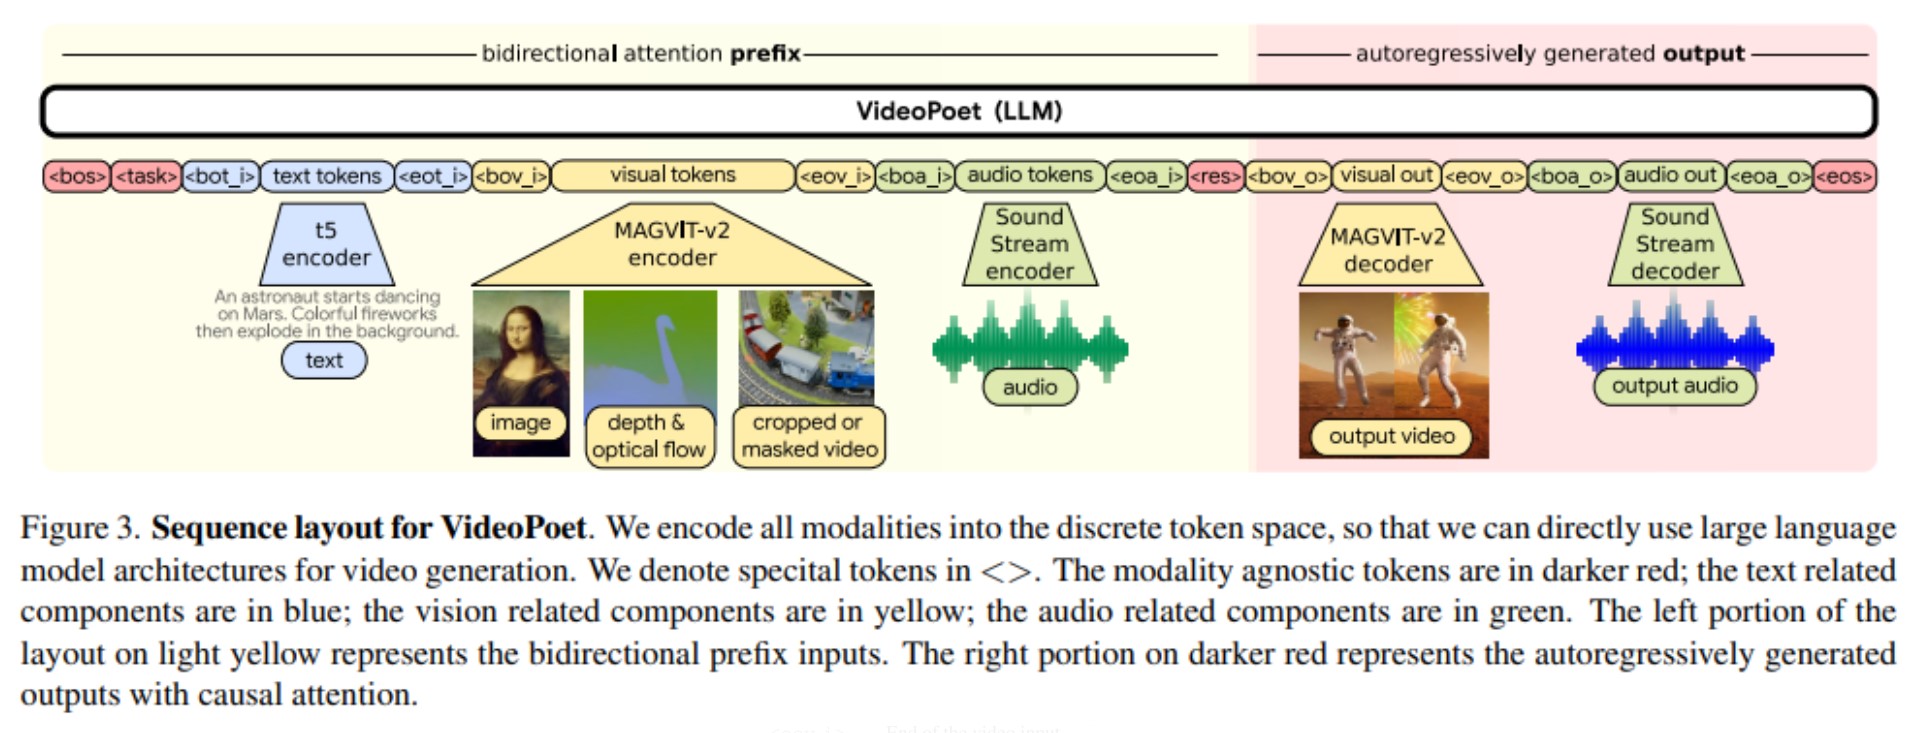 bidirectional attention prefix
autoregressively generated output
VideoPoet (LLM)
<bos> <task> <bot_i> text tokens <eot_i> <bov_i> visual tokens <eov_i> <boa_i> audio tokens <eoa_i> <res> <bov_o> visual out <eov_o> <boa_o> audio out <eoa_o> <eos>
t5
encoder
An astronaut starts dancing
on Mars. Colorful fireworks
then explode in the background.
text
MAGVIT-v2
encoder
image
depth &
optical flow
cropped or
masked video
Sound
Stream
encoder
audio
MAGVIT-v2
decoder
output video
Sound
Stream
decoder
output audio
Figure 3. Sequence layout for VideoPoet. We encode all modalities into the discrete token space, so that we can directly use large language
model architectures for video generation. We denote specital tokens in <>. The modality agnostic tokens are in darker red; the text related
components are in blue; the vision related components are in yellow; the audio related components are in green. The left portion of the
layout on light yellow represents the bidirectional prefix inputs. The right portion on darker red represents the autoregressively generated
outputs with causal attention.